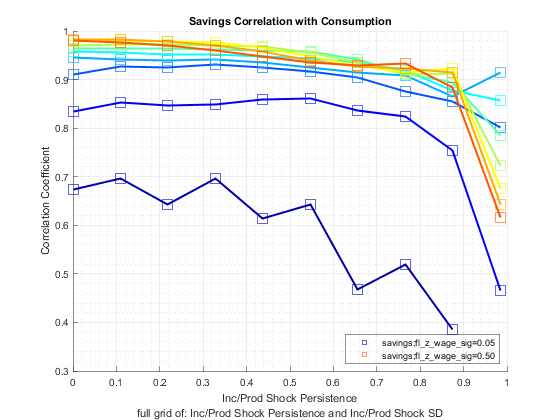 Savings Correlation with Consumption
1
0.9
0.8
0.7
0.6
0.5
0.4
0.3
Correlation Coefficient
savings;fl_z_wage_sig=0.05
savings;fl_z_wage_sig=0.50
0 0.1 0.2 0.3 0.4 0.5 0.6 0.7 0.8 0.9 1
Inc/Prod Shock Persistence
full grid of: Inc/Prod Shock Persistence and Inc/Prod Shock SD